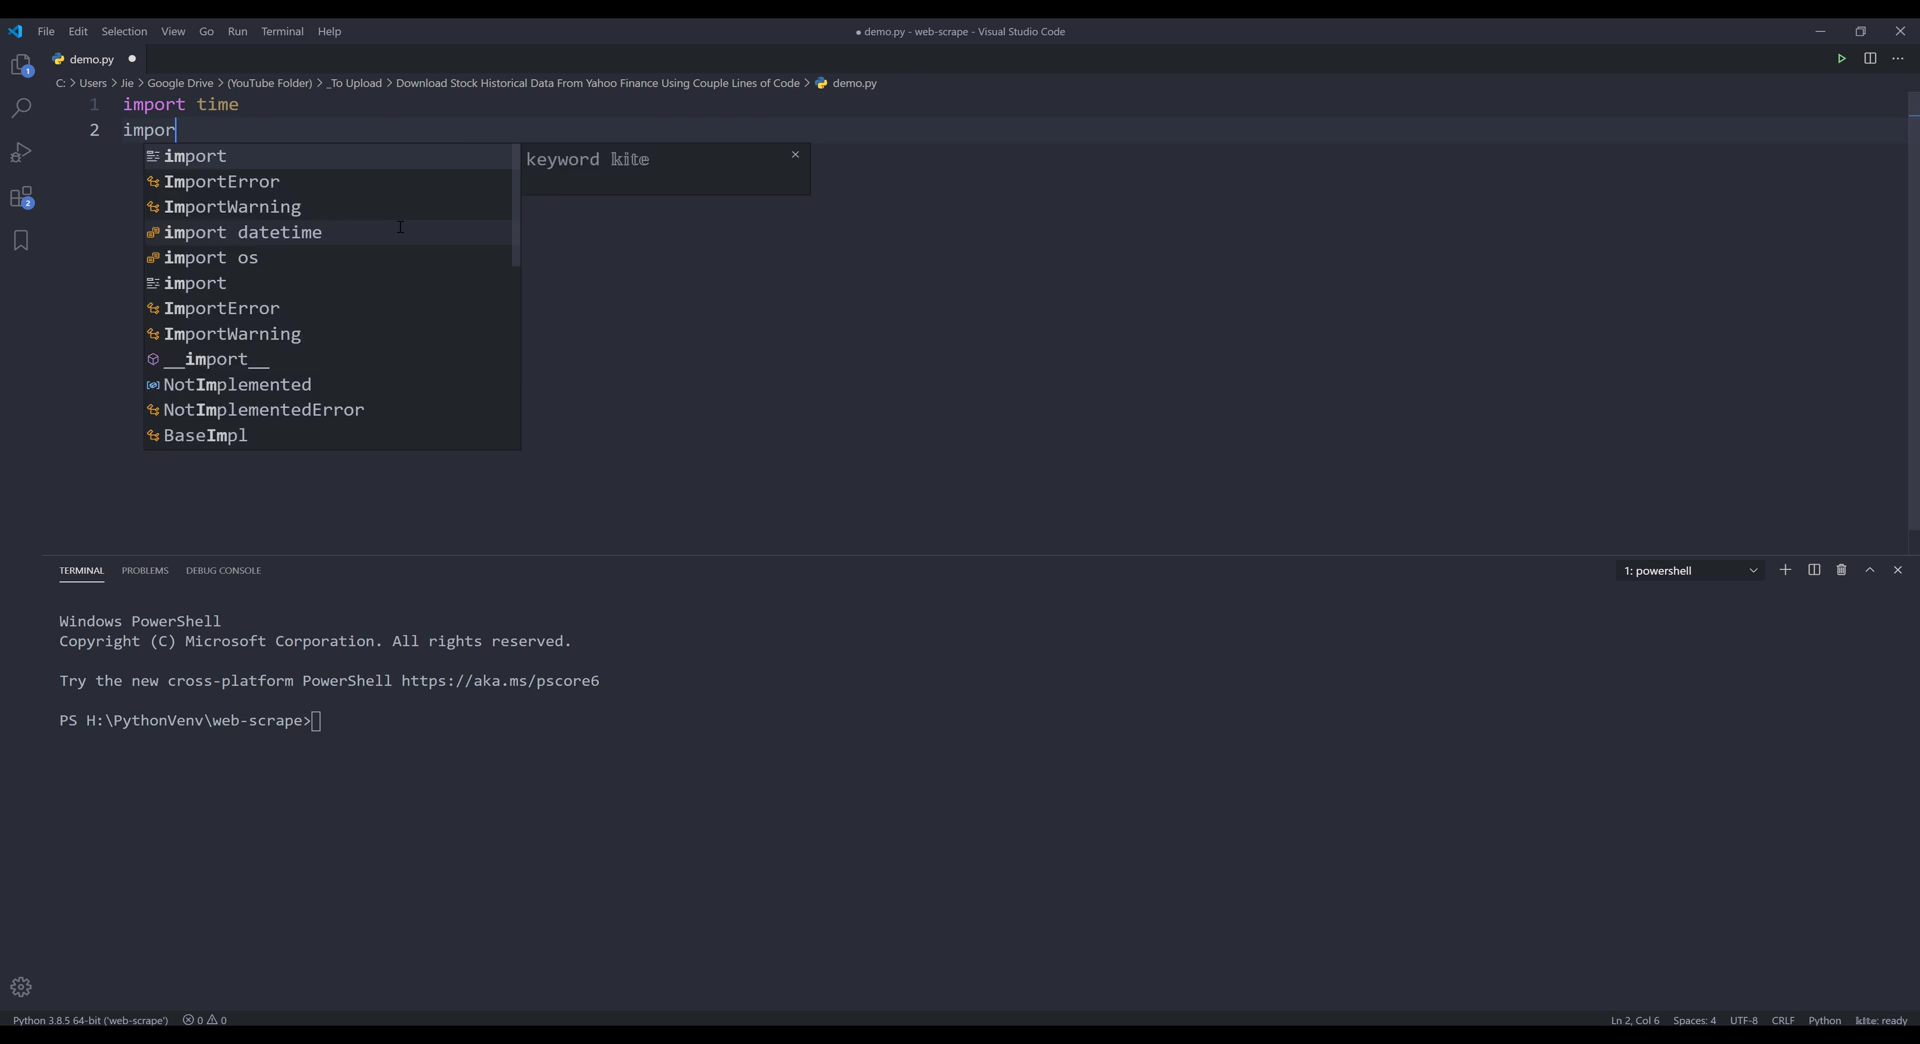 File Edit Selection View Go Run Terminal Help
● demo.py - web-scrape - Visual Studio Code
demo.py
C: > Users > Jie > Google Drive > (YouTube Folder) > _To Upload > Download Stock Historical Data From Yahoo Finance Using Couple Lines of Code > demo.py
1 import time
2 impor
import
keyword kite
ImportError
ImportWarning
import datetime
import os
import
ImportError
ImportWarning
__import__
NotImplemented
NotImplementedError
BaseImpl
TERMINAL PROBLEMS DEBUG CONSOLE
1: powershell
Windows PowerShell
Copyright (C) Microsoft Corporation. All rights reserved.
Try the new cross-platform PowerShell https://aka.ms/pscore6
PS H:\PythonVenv\web-scrape>
1
2
Python 3.8.5 64-bit ('web-scrape') 0 0
Ln 2, Col 6 Spaces: 4 UTF-8 CRLF Python kite: ready